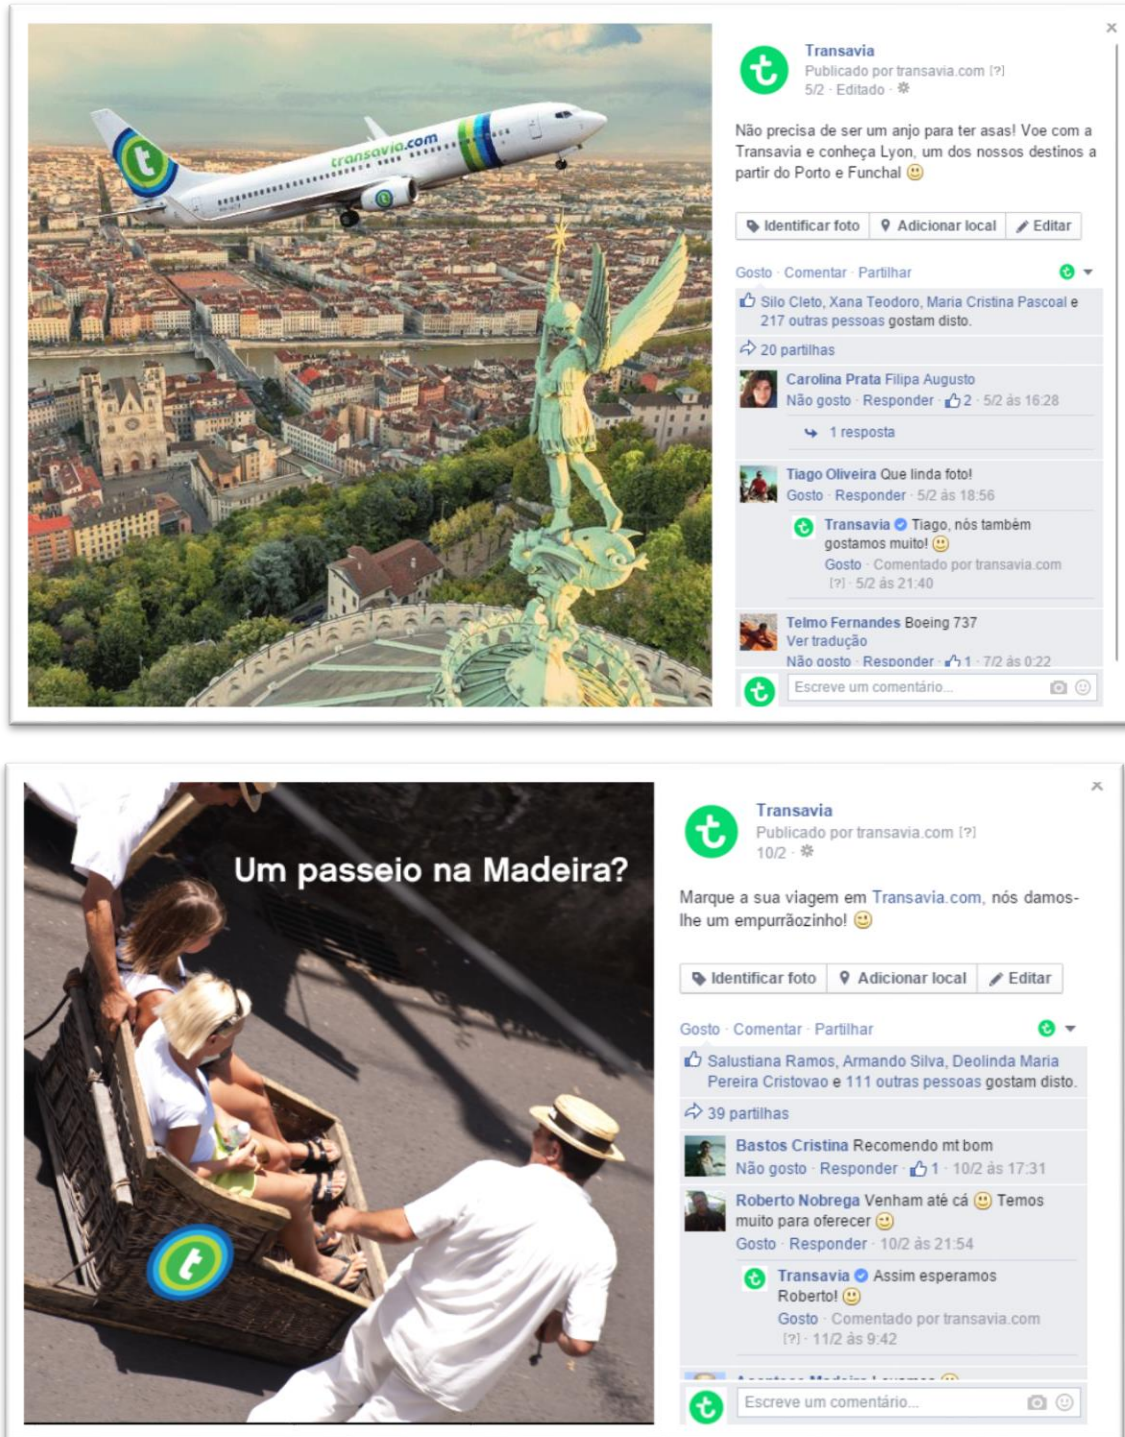 transavia.com
Transavia
Publicado por transavia.com [?]
5/2 · Editado ·
Não precisa de ser um anjo para ter asas! Voe com a
Transavia e conheça Lyon, um dos nossos destinos a
partir do Porto e Funchal
Identificar foto Adicionar local Editar
Gosto · Comentar · Partilhar
Silo Cleto, Xana Teodoro, Maria Cristina Pascoal e
217 outras pessoas gostam disto.
20 partilhas
Carolina Prata Filipa Augusto
Não gosto · Responder · 2 · 5/2 às 16:28
1 resposta
Tiago Oliveira Que linda foto!
Gosto · Responder · 5/2 às 18:56
Transavia Tiago, nós também
gostamos muito!
Gosto · Comentado por transavia.com
[?] · 5/2 às 21:40
Telmo Fernandes Boeing 737
Ver tradução
Não gosto · Responder · 1 · 7/2 às 0:22
Escreve um comentário...
Um passeio na Madeira?
Transavia
Publicado por transavia.com [?]
10/2 ·
Marque a sua viagem em Transavia.com, nós damos-
lhe um empurrãozinho!
Identificar foto Adicionar local Editar
Gosto · Comentar · Partilhar
Salustiana Ramos, Armando Silva, Deolinda Maria
Pereira Cristovao e 111 outras pessoas gostam disto.
39 partilhas
Bastos Cristina Recomendo mt bom
Não gosto · Responder · 1 · 10/2 às 17:31
Roberto Nobrega Venham até cá Temos
muito para oferecer
Gosto · Responder · 10/2 às 21:54
Transavia Assim esperamos
Roberto!
Gosto · Comentado por transavia.com
[?] · 11/2 às 9:42
Escreve um comentário...